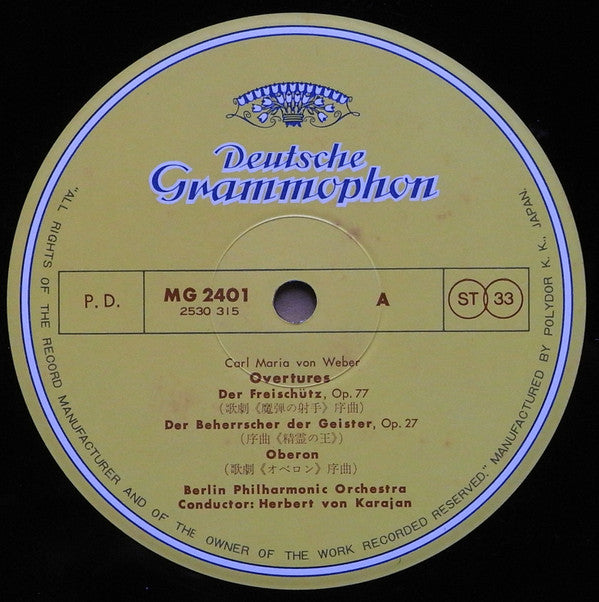 Deutsche
Grammophon
P.D.
MG 2401
2530 315
A
ST 33
Carl Maria von Weber
Overtures
Der Freischütz, Op. 77
(歌劇《魔弾の射手》序曲)
Der Beherrscher der Geister, Op. 27
(序曲《精霊の王》)
Oberon
(歌劇《オベロン》序曲)
Berlin Philharmonic Orchestra
Conductor: Herbert von Karajan
"ALL RIGHTS OF THE RECORD MANUFACTURER AND OF THE OWNER OF THE WORK RECORDED RESERVED." MANUFACTURED BY POLYDOR K. K., JAPAN.